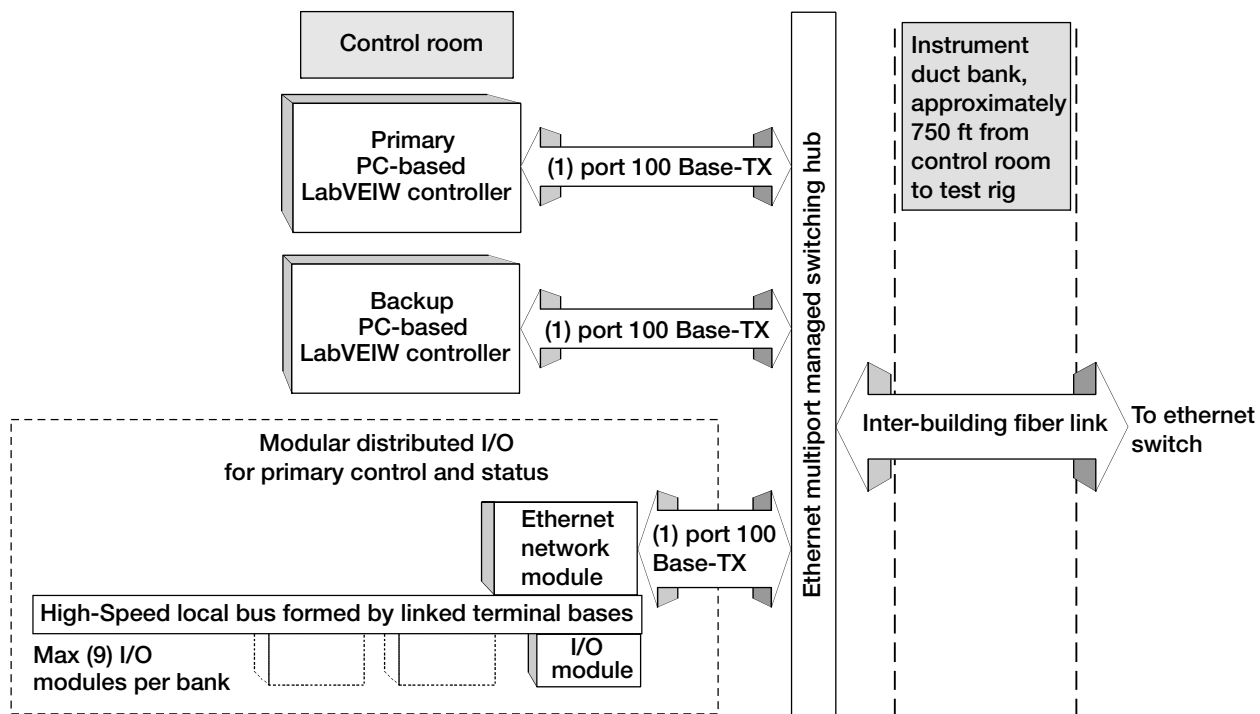 Control room
Primary
PC-based
LabVEIW controller
(1) port 100 Base-TX
Backup
PC-based
LabVEIW controller
(1) port 100 Base-TX
Modular distributed I/O
for primary control and status
Ethernet
network
module
(1) port 100
Base-TX
High-Speed local bus formed by linked terminal bases
Max (9) I/O
modules per bank
I/O
module
Ethernet multiport managed switching hub
Instrument
duct bank,
approximately
750 ft from
control room
to test rig
Inter-building fiber link
To ethernet
switch